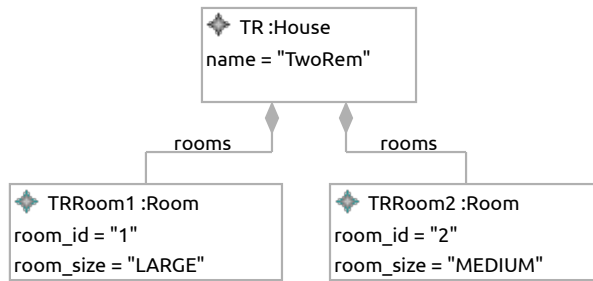 TR :House
name = "TwoRem"
rooms
rooms
TRRoom1 :Room
room_id = "1"
room_size = "LARGE"
TRRoom2 :Room
room_id = "2"
room_size = "MEDIUM"